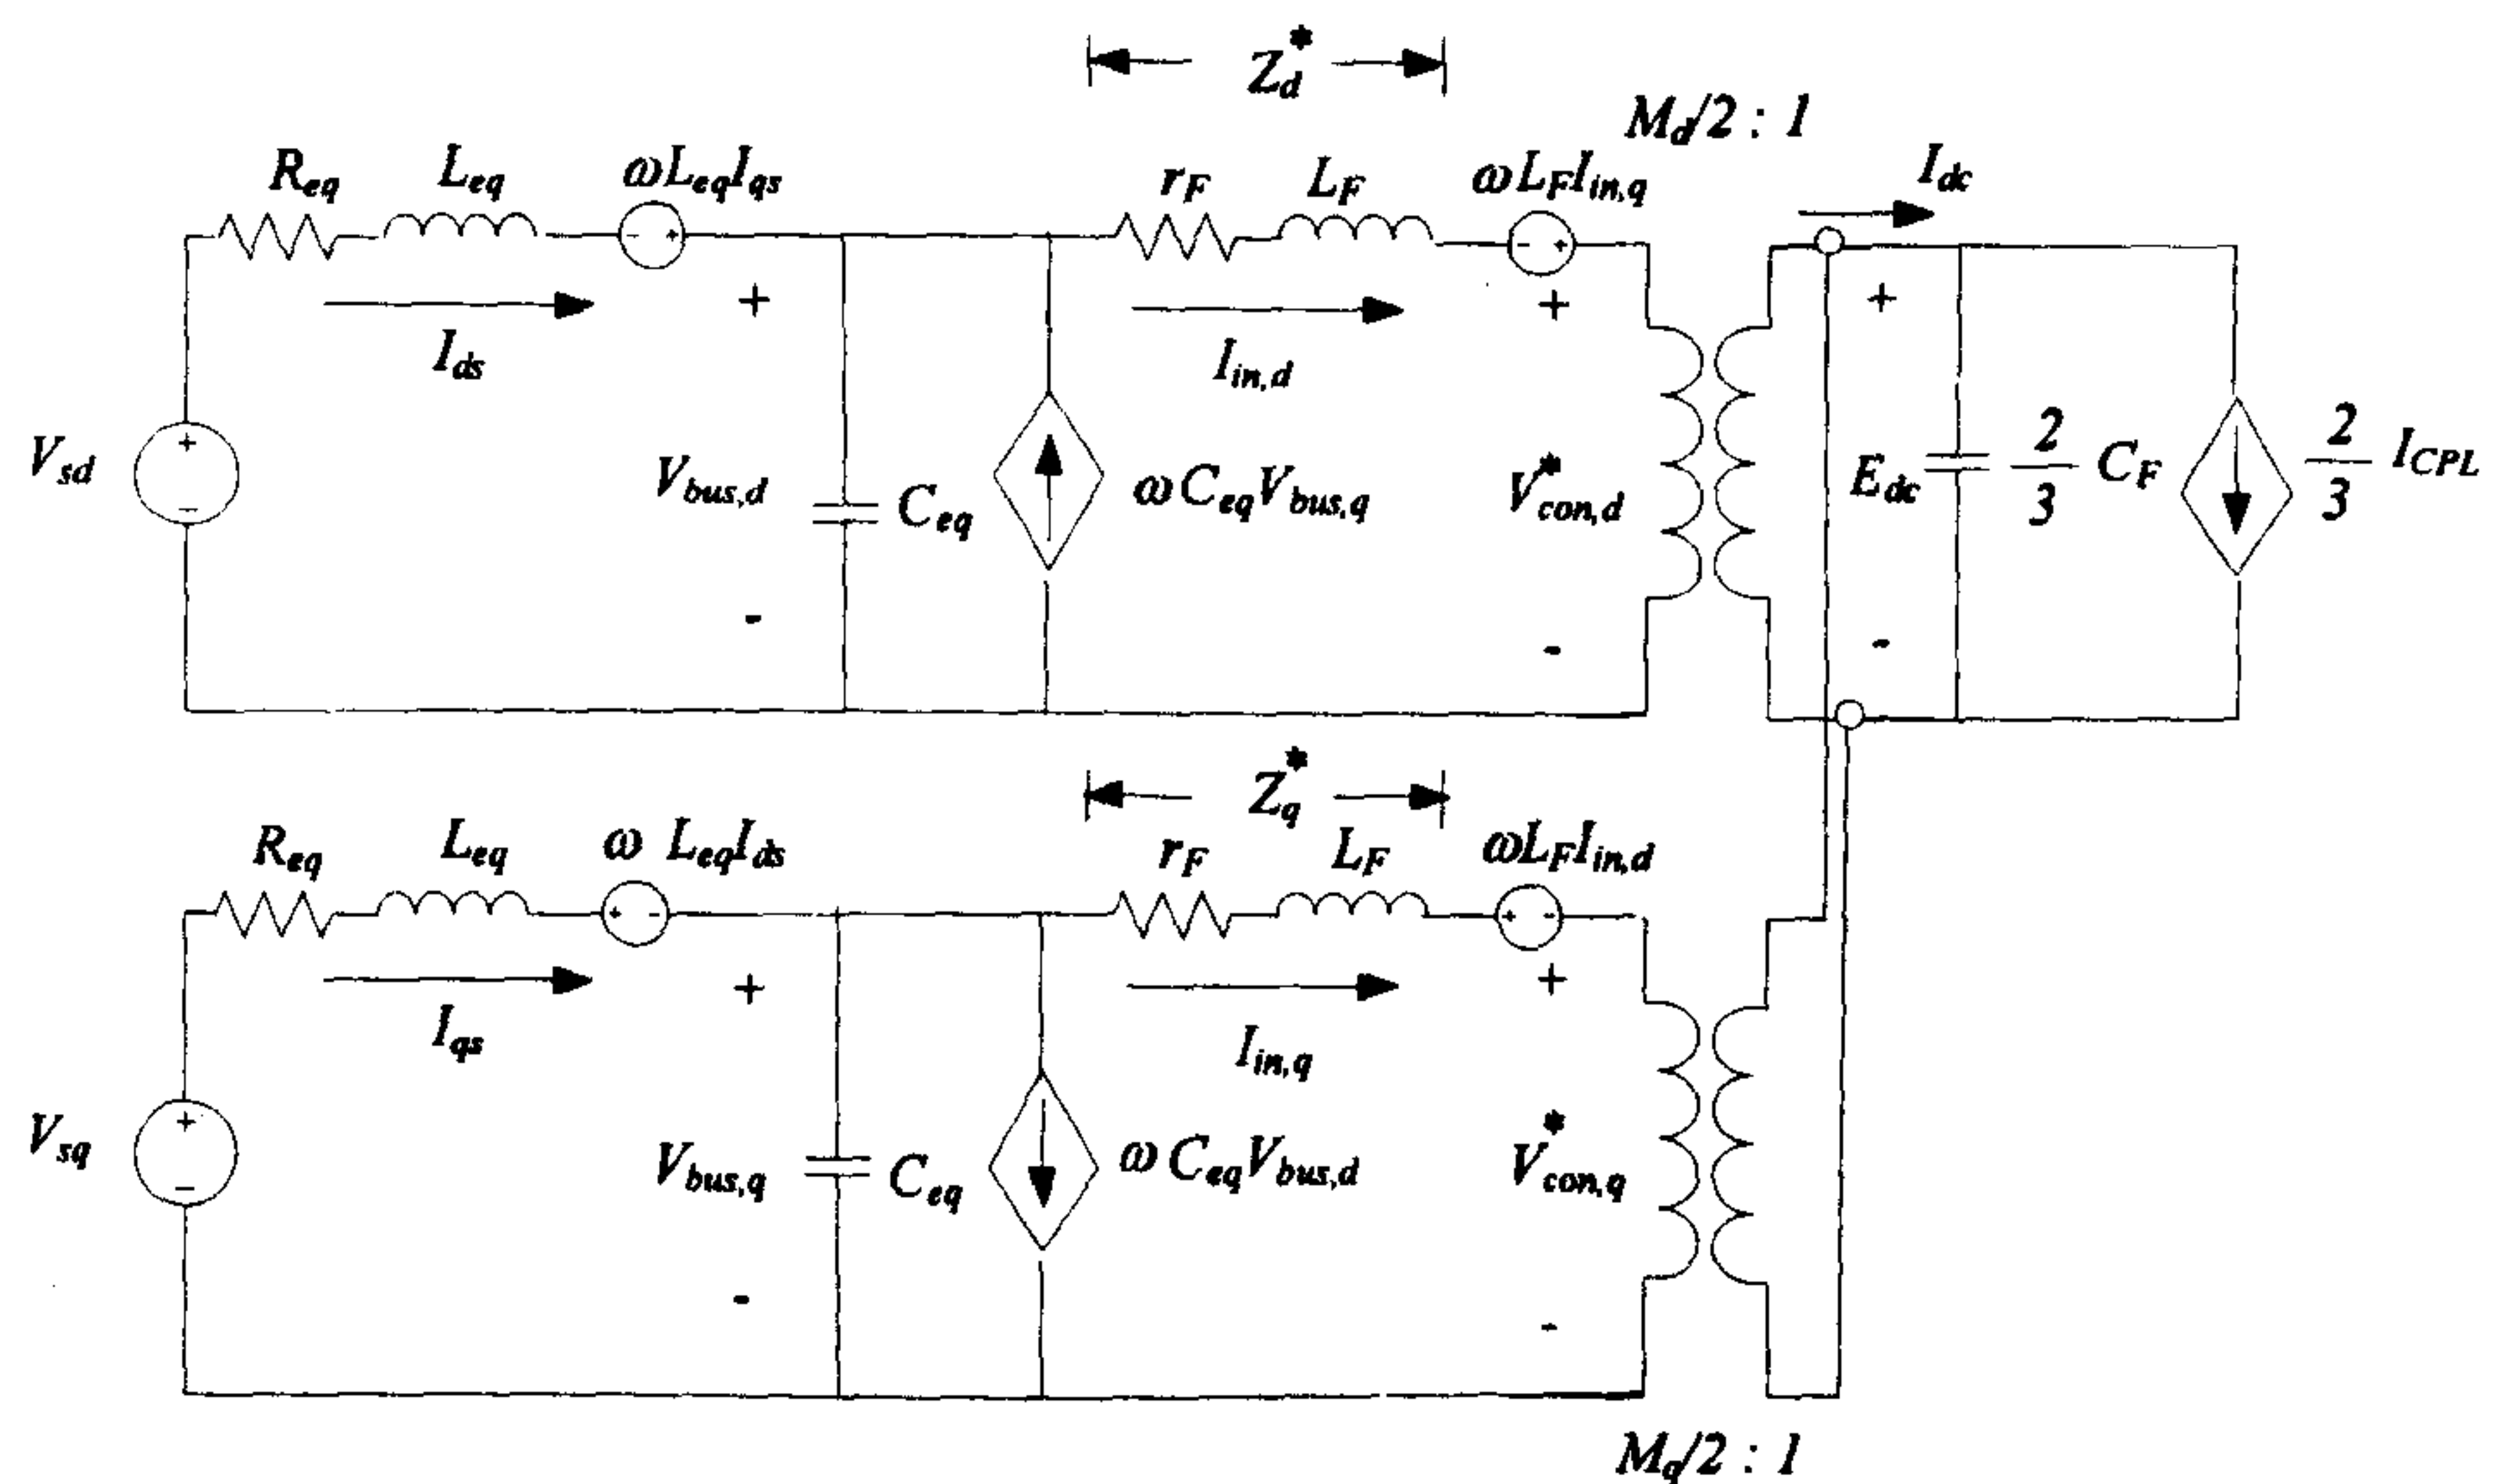 Z*d
Md/2 : 1
Req Leq ωLeqIqs rF LF ωLFIin,q Idc
+ + +
Ids Iin,d
Vsd Vbus,d Ceq ωCeqVbus,q V*con,d Edc 2/3 CF 2/3 ICPL
- - -
Z*q
Req Leq ω LeqIds rF LF ωLFIin,d
+ +
Iqs Iin,q
Vsq Vbus,q Ceq ωCeqVbus,d V*con,q
- -
Mq/2 : 1